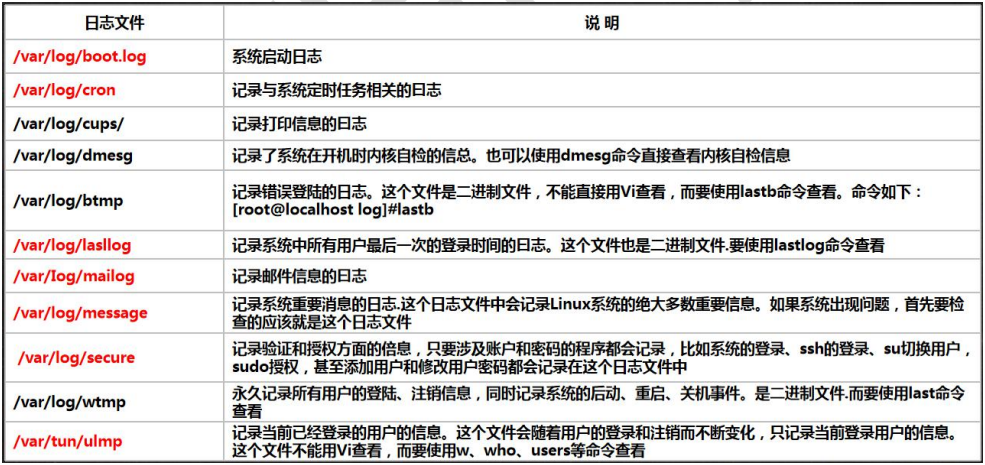 日志文件 说 明
/var/log/boot.log 系统启动日志
/var/log/cron 记录与系统定时任务相关的曰志
/var/log/cups/ 记录打印信息的曰志
/var/log/dmesg 记录了系统在开机时内核自检的信总。也可以使用dmesg命令直接查看内核自检信息
/var/log/btmp 记录错误登陆的日志。这个文件是二进制文件，不能直接用Vi查看，而要使用lastb命令查看。命令如下：
[root@localhost log]#lastb
/var/log/lasllog 记录系统中所有用户最后一次的登录时间的日志。这个文件也是二进制文件.要使用lastlog命令查看
/var/Iog/mailog 记录邮件信息的曰志
/var/log/message 记录系统重要消息的日志.这个日志文件中会记录Linux系统的绝大多数重要信息。如果系统出现问题，首先要检
查的应该就是这个日志文件
/var/log/secure 记录验证和授权方面的倍息，只要涉及账户和密码的程序都会记录，比如系统的登录、ssh的登录、su切换用户，
sudo授权，甚至添加用户和修改用户密码都会记录在这个日志文件中
/var/log/wtmp 永久记录所有用户的登陆、注销信息，同时记录系统的后动、重启、关机事件。是二进制文件.而要使用last命令
查看
/var/tun/ulmp 记录当前已经登录的用户的信息。这个文件会随着用户的登录和注销而不断变化，只记录当前登录用户的信息。
这个文件不能用Vi查看，而要使用w、who、users等命令查看